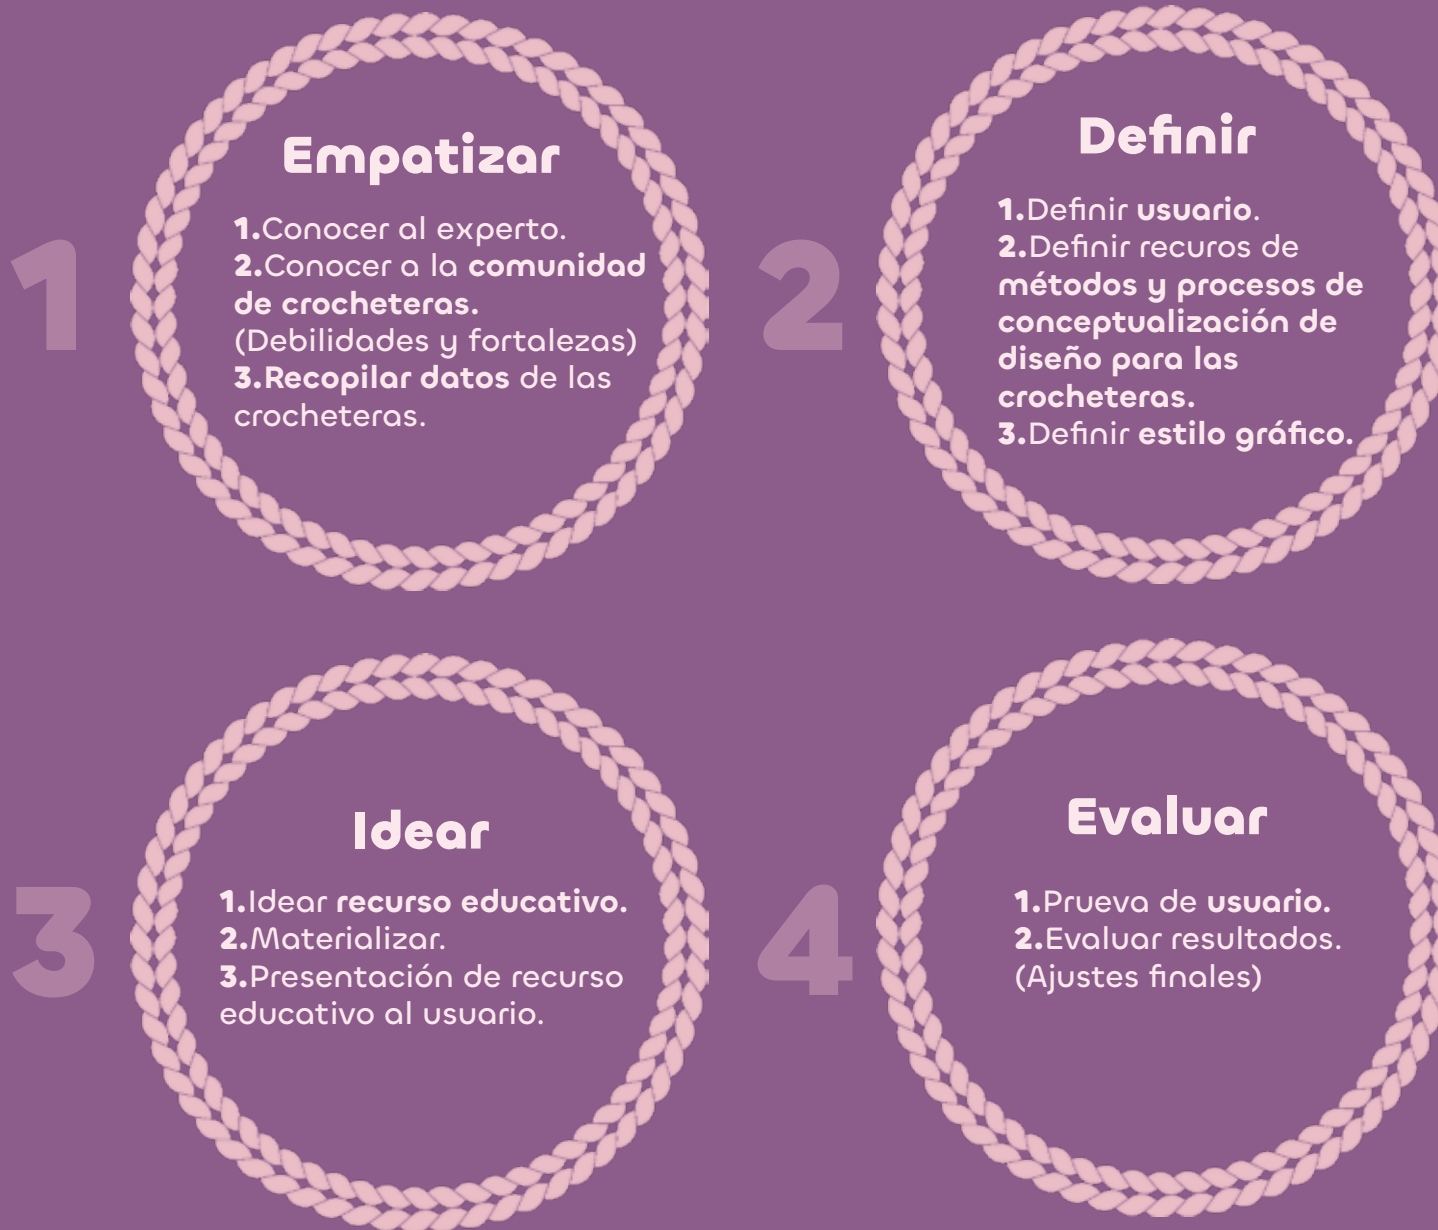 1
Empatizar
1.Conocer al experto.
2.Conocer a la comunidad
de crocheteras.
(Debilidades y fortalezas)
3.Recopilar datos de las
crocheteras.
2
Definir
1.Definir usuario.
2.Definir recuros de
métodos y procesos de
conceptualización de
diseño para las
crocheteras.
3.Definir estilo gráfico.
3
Idear
1.Idear recurso educativo.
2.Materializar.
3.Presentación de recurso
educativo al usuario.
4
Evaluar
1.Prueva de usuario.
2.Evaluar resultados.
(Ajustes finales)